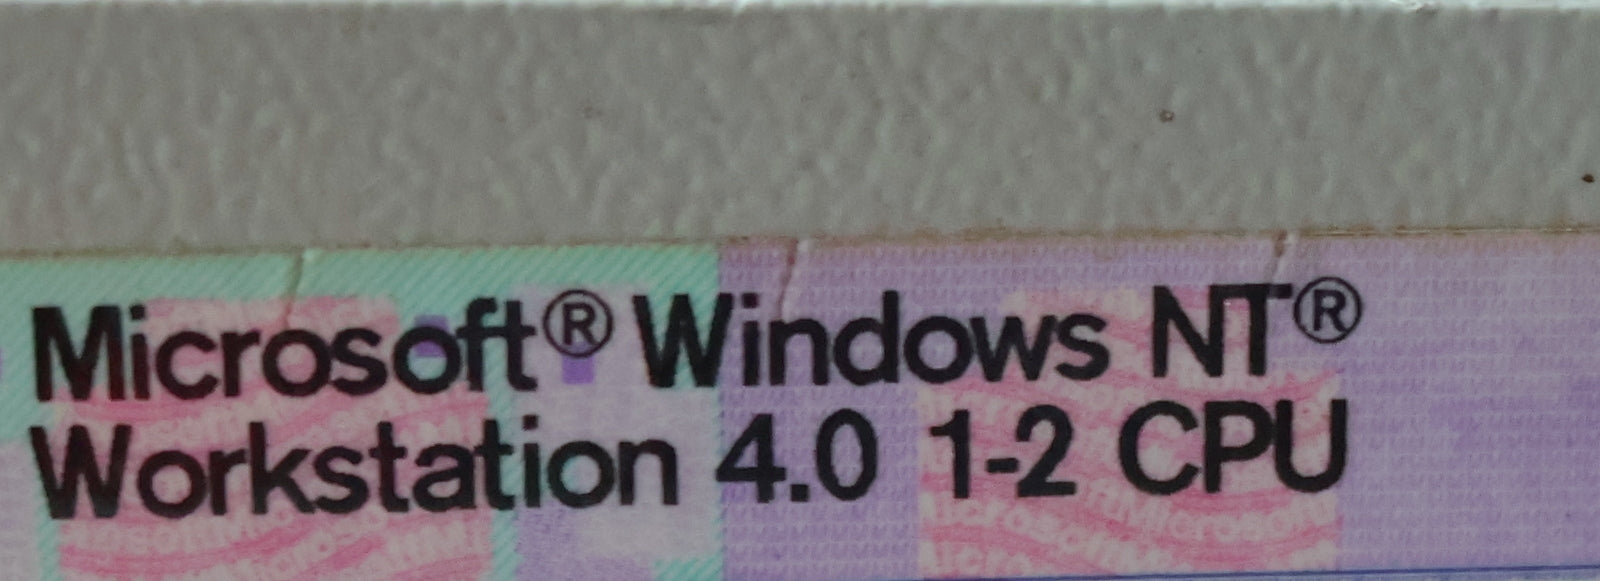 Microsoft® Windows NT®
Workstation 4.0 1-2 CPU